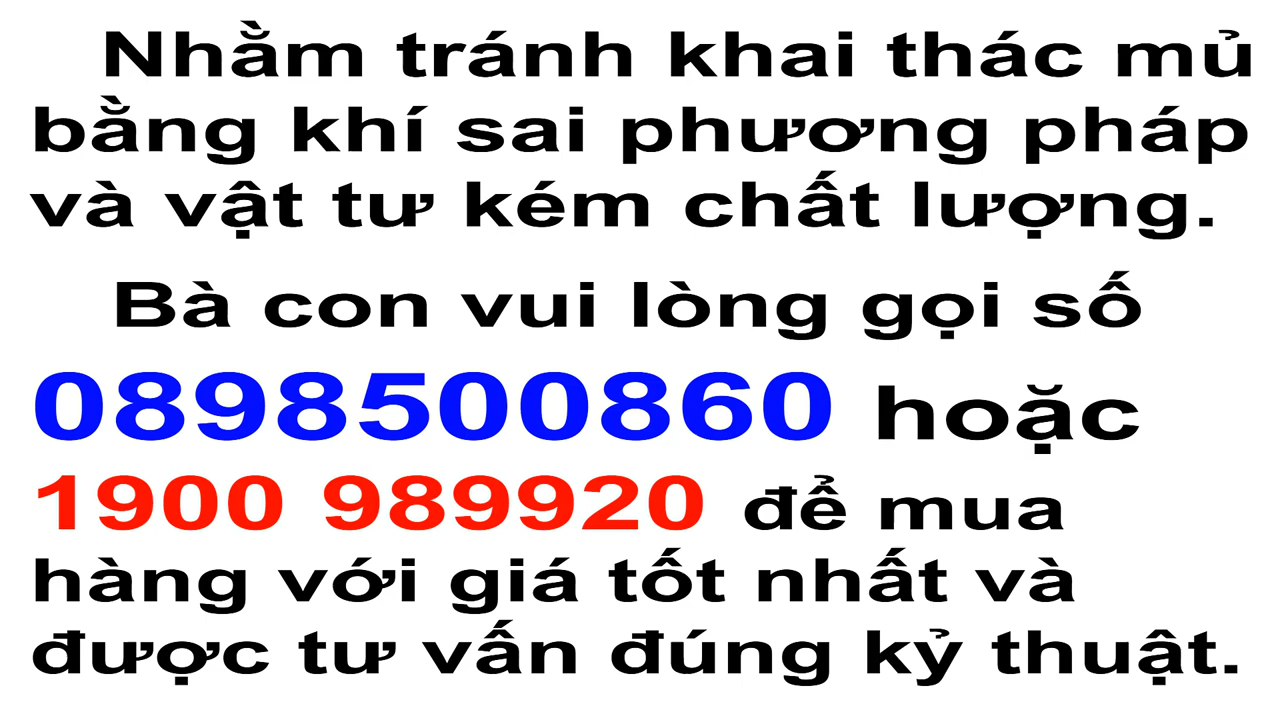 Nhằm tránh khai thác mủ
bằng khí sai phương pháp
và vật tư kém chất lượng.
Bà con vui lòng gọi số
0898500860 hoặc
1900 989920 để mua
hàng với giá tốt nhất và
được tư vấn đúng kỷ thuật.